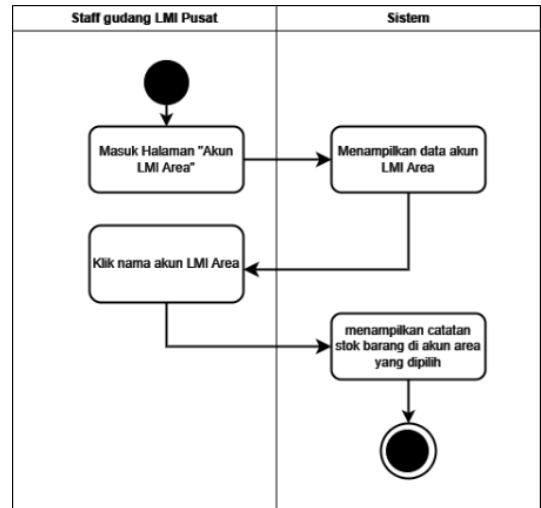 Staff gudang LMI Pusat
Sistem
Masuk Halaman "Akun
LMI Area"
Menampilkan data akun
LMI Area
Klik nama akun LMI Area
menampilkan catatan
stok barang di akun area
yang dipilih